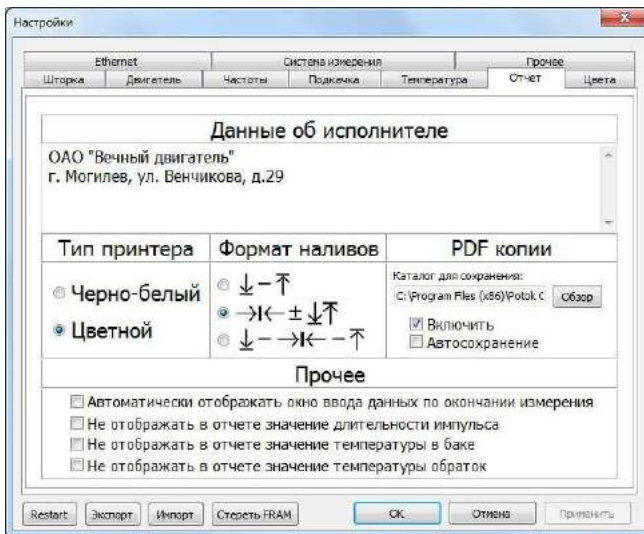 Настройки
Ethernet Система измерения Прочее
Шторка Двигатель Частоты Подкачка Температура Отчет Цвета
Данные об исполнителе
ОАО "Вечный двигатель"
г. Могилев, ул. Венчикова, д.29
Тип принтера Формат наливов PDF копии
Черно-белый
Цветной
Каталог для сохранения:
C:\Program Files (x86)\Potok C
Обзор
Включить
Автосохранение
Прочее
Автоматически отображать окно ввода данных по окончании измерения
Не отображать в отчете значение длительности импульса
Не отображать в отчете значение температуры в баке
Не отображать в отчете значение температуры обраток
Restart Экспорт Импорт Стереть FRAM OK Отмена Применить